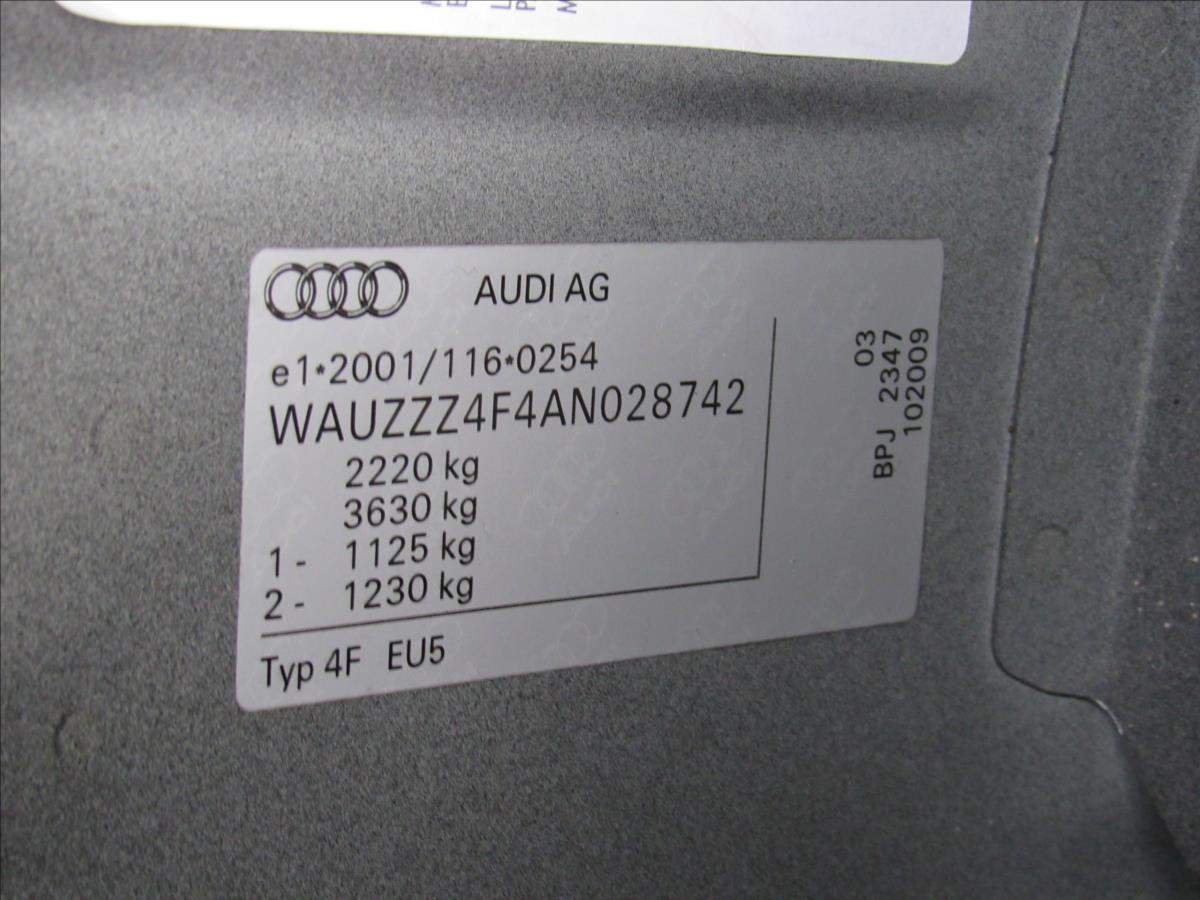 AUDI AG
e1*2001/116*0254
WAUZZZ4F4AN028742
2220 kg
3630 kg
1 - 1125 kg
2 - 1230 kg
Typ 4F EU5
03
BPJ 2347
102009